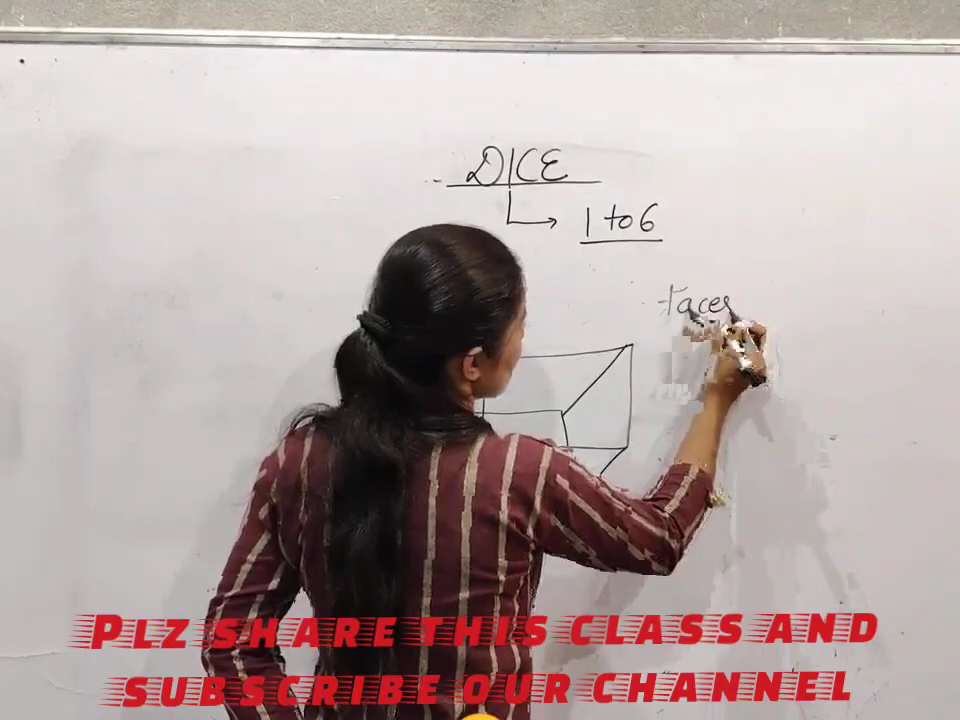 DICE
1 to 6
Faces
PLZ SHARE THIS CLASS AND
SUBSCRIBE OUR CHANNEL